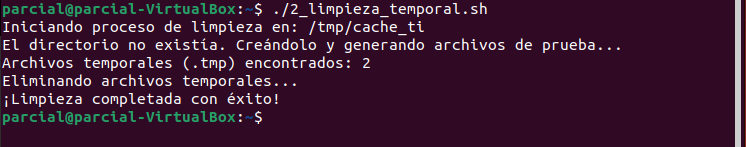 parcial@parcial-VirtualBox:~$ ./2_limpieza_temporal.sh
Iniciando proceso de limpieza en: /tmp/cache_ti
El directorio no existía. Creándolo y generando archivos de prueba...
Archivos temporales (.tmp) encontrados: 2
Eliminando archivos temporales...
¡Limpieza completada con éxito!
parcial@parcial-VirtualBox:~$